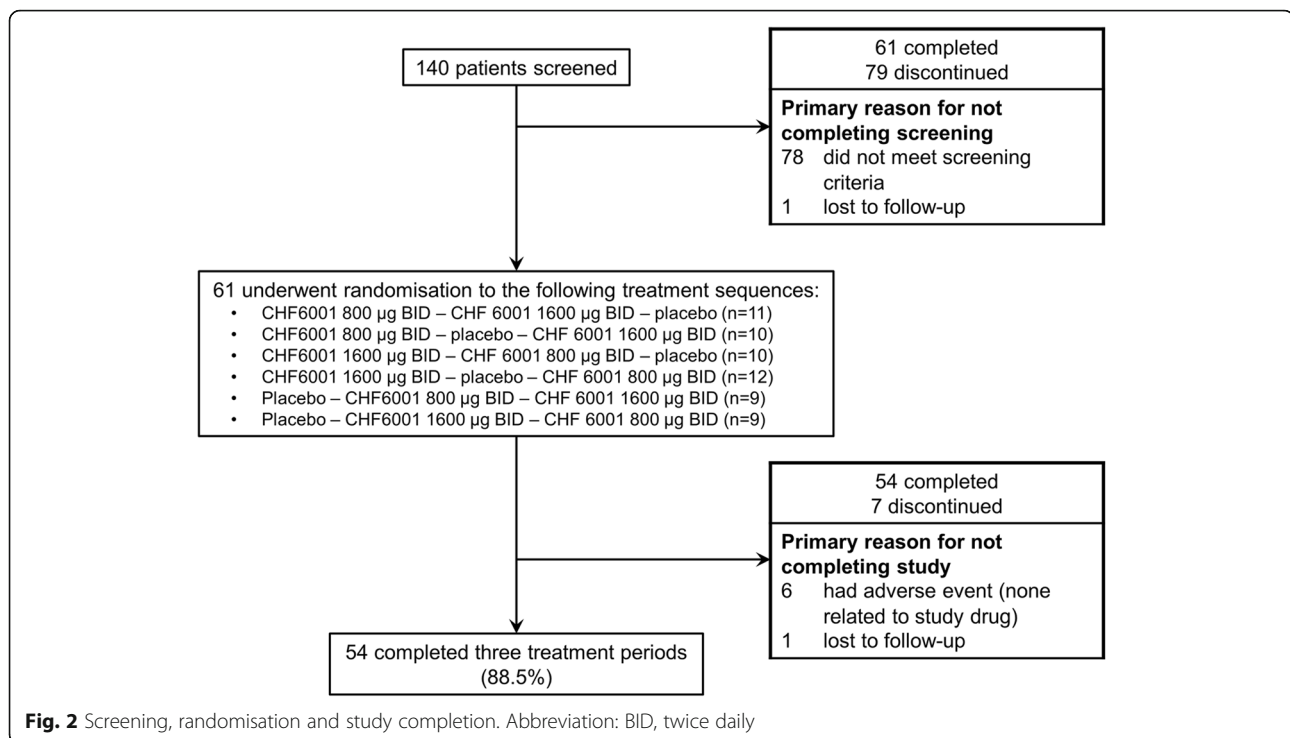 140 patients screened
61 completed
79 discontinued
Primary reason for not
completing screening
78 did not meet screening
criteria
1 lost to follow-up
61 underwent randomisation to the following treatment sequences:
• CHF6001 800 µg BID – CHF 6001 1600 µg BID – placebo (n=11)
• CHF6001 800 µg BID – placebo – CHF 6001 1600 µg BID (n=10)
• CHF6001 1600 µg BID – CHF 6001 800 µg BID – placebo (n=10)
• CHF6001 1600 µg BID – placebo – CHF 6001 800 µg BID (n=12)
• Placebo – CHF6001 800 µg BID – CHF 6001 1600 µg BID (n=9)
• Placebo – CHF6001 1600 µg BID – CHF 6001 800 µg BID (n=9)
54 completed
7 discontinued
Primary reason for not
completing study
6 had adverse event (none
related to study drug)
1 lost to follow-up
54 completed three treatment periods
(88.5%)
Fig. 2 Screening, randomisation and study completion. Abbreviation: BID, twice daily